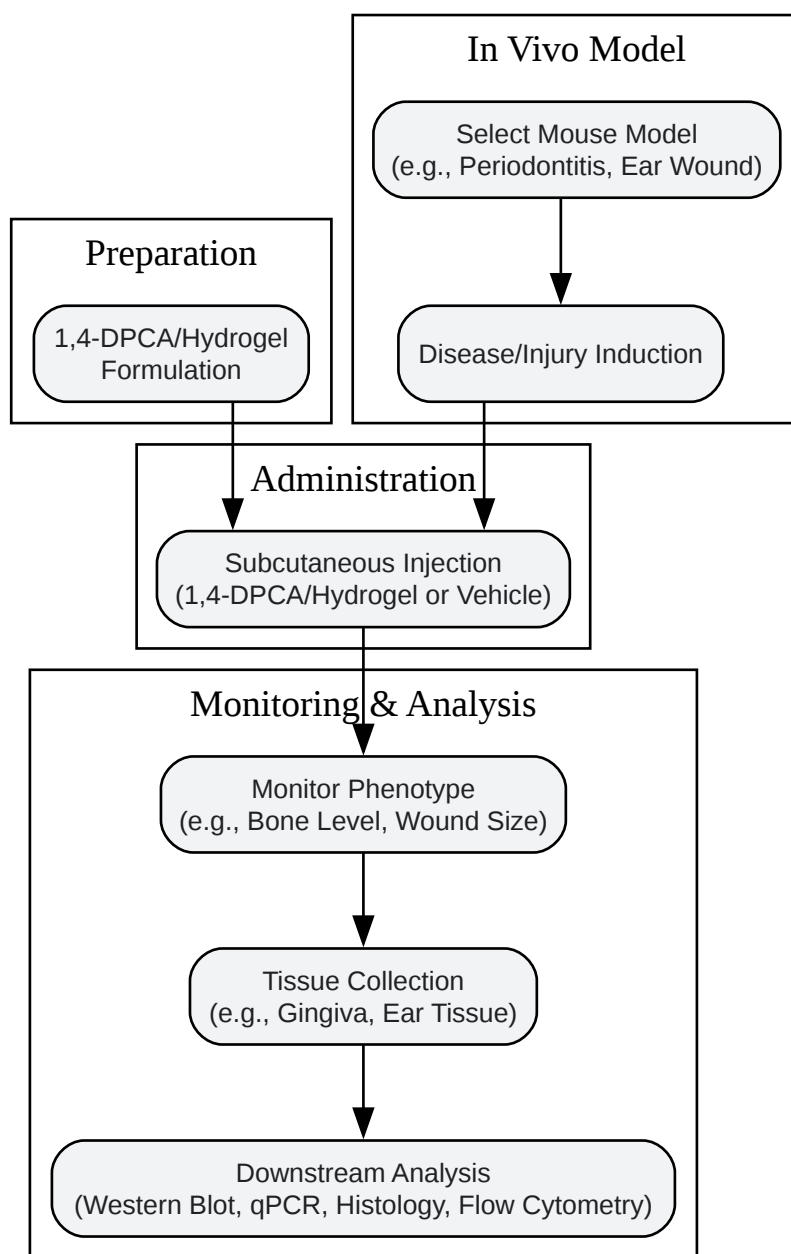 In Vivo Model
Select Mouse Model
(e.g., Periodontitis, Ear Wound)
Preparation
1,4-DPCA/Hydrogel
Formulation
Disease/Injury Induction
Administration
Subcutaneous Injection
(1,4-DPCA/Hydrogel or Vehicle)
Monitoring & Analysis
Monitor Phenotype
(e.g., Bone Level, Wound Size)
Tissue Collection
(e.g., Gingiva, Ear Tissue)
Downstream Analysis
(Western Blot, qPCR, Histology, Flow Cytometry)